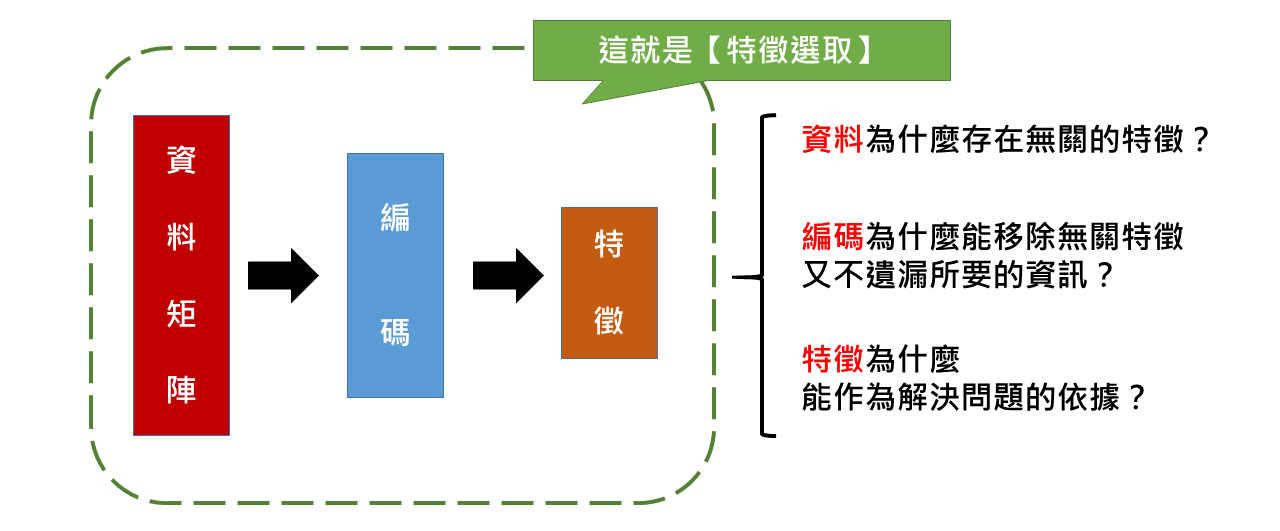 這就是【特徵選取】
資料矩陣
編碼
特徵
資料為什麼存在無關的特徵？
編碼為什麼能移除無關特徵
又不遺漏所要的資訊？
特徵為什麼
能作為解決問題的依據？